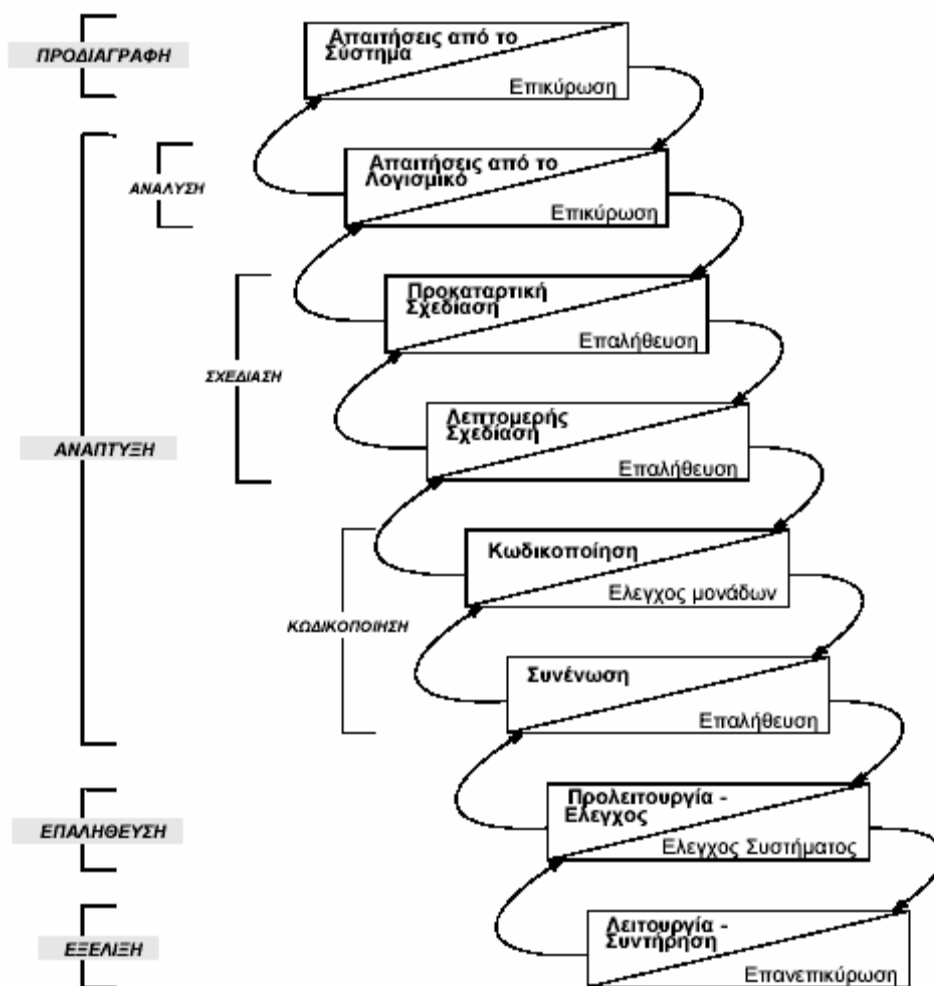 ΠΡΟΔΙΑΓΡΑΦΗ
Απαιτήσεις από το
Σύστημα
Επικύρωση
ΑΝΑΛΥΣΗ
Απαιτήσεις από το
Λογισμικό
Επικύρωση
ΑΝΑΠΤΥΞΗ
ΣΧΕΔΙΑΣΗ
Προκαταρτική
Σχεδίαση
Επαλήθευση
Λεπτομερής
Σχεδίαση
Επαλήθευση
ΚΩΔΙΚΟΠΟΙΗΣΗ
Κωδικοποίηση
Ελεγχος μονάδων
Συνένωση
Επαλήθευση
ΕΠΑΛΗΘΕΥΣΗ
Προλειτουργία -
Ελεγχος
Ελεγχος Συστήματος
ΕΞΕΛΙΞΗ
Λειτουργία -
Συντήρηση
Επανεπικύρωση